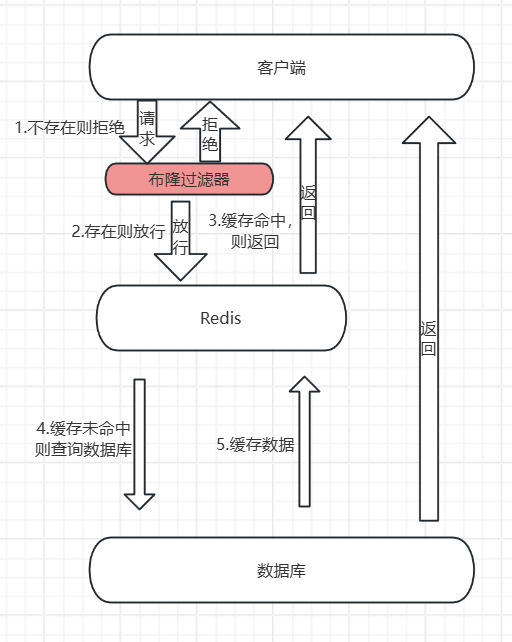 客户端
1.不存在则拒绝
请
求
拒
绝
布隆过滤器
2.存在则放行
放
行
3.缓存命中，
则返回
返
回
Redis
返
回
4.缓存未命中
则查询数据库
5.缓存数据
数据库